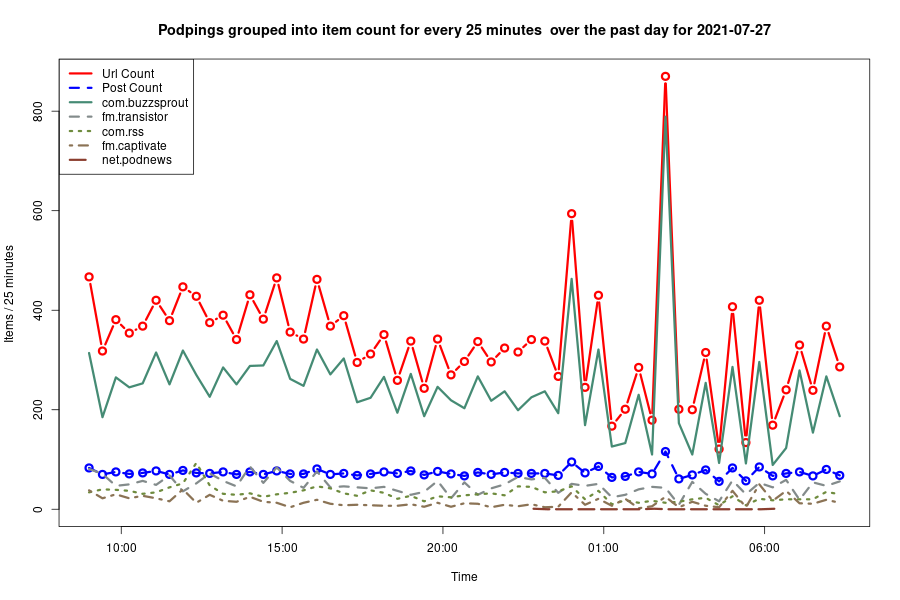 Podpings grouped into item count for every 25 minutes  over the past day for 2021-07-27
Url Count
Post Count
com.buzzsprout
fm.transistor
com.rss
fm.captivate
net.podnews
Items / 25 minutes
800
600
400
200
0
10:00
15:00
20:00
01:00
06:00
Time